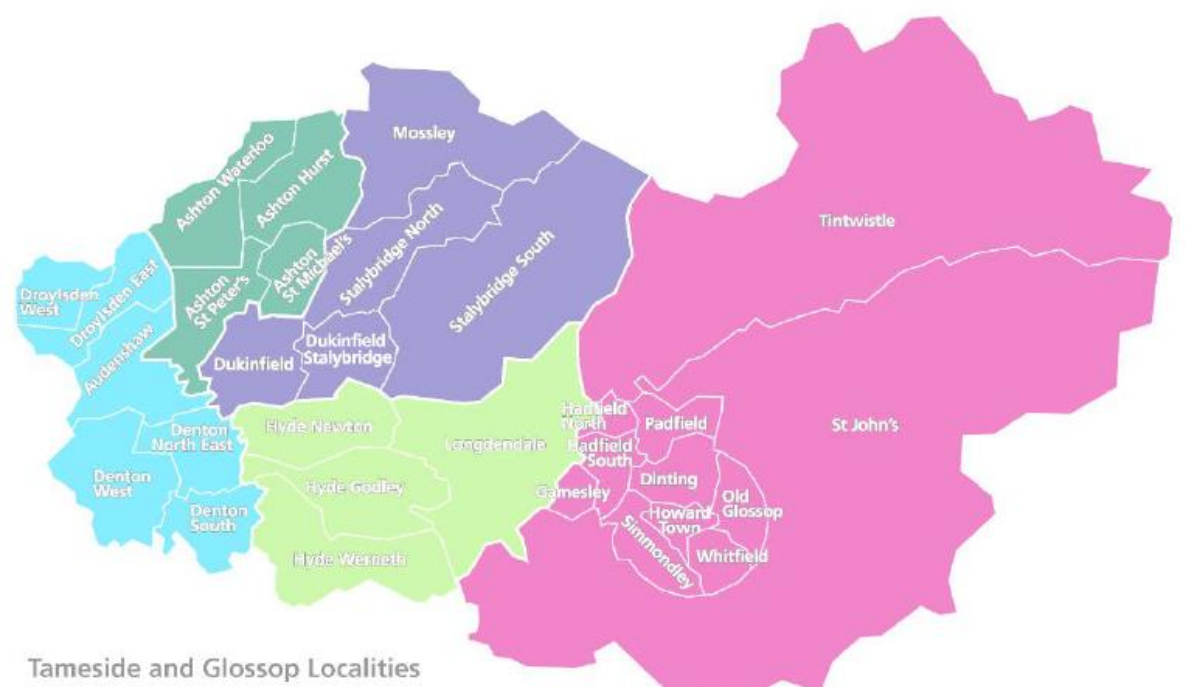 Mossley
Ashton Waterloo
Ashton Hurst
Tintwistle
Stalybridge North
Ashton
St Michael's
Stalybridge South
Droylsden
West
Droylsden East
Ashton
St Peter's
Audenshaw
Dukinfield
Dukinfield
Stalybridge
Hadfield
North
Padfield
St John's
Hyde Newton
Denton
North East
Longdendale
Hadfield
South
Denton
West
Hyde Godley
Gamesley
Dinting
Old
Glossop
Denton
South
Howard
Town
Simmondley
Whitfield
Hyde Werneth
Tameside and Glossop Localities